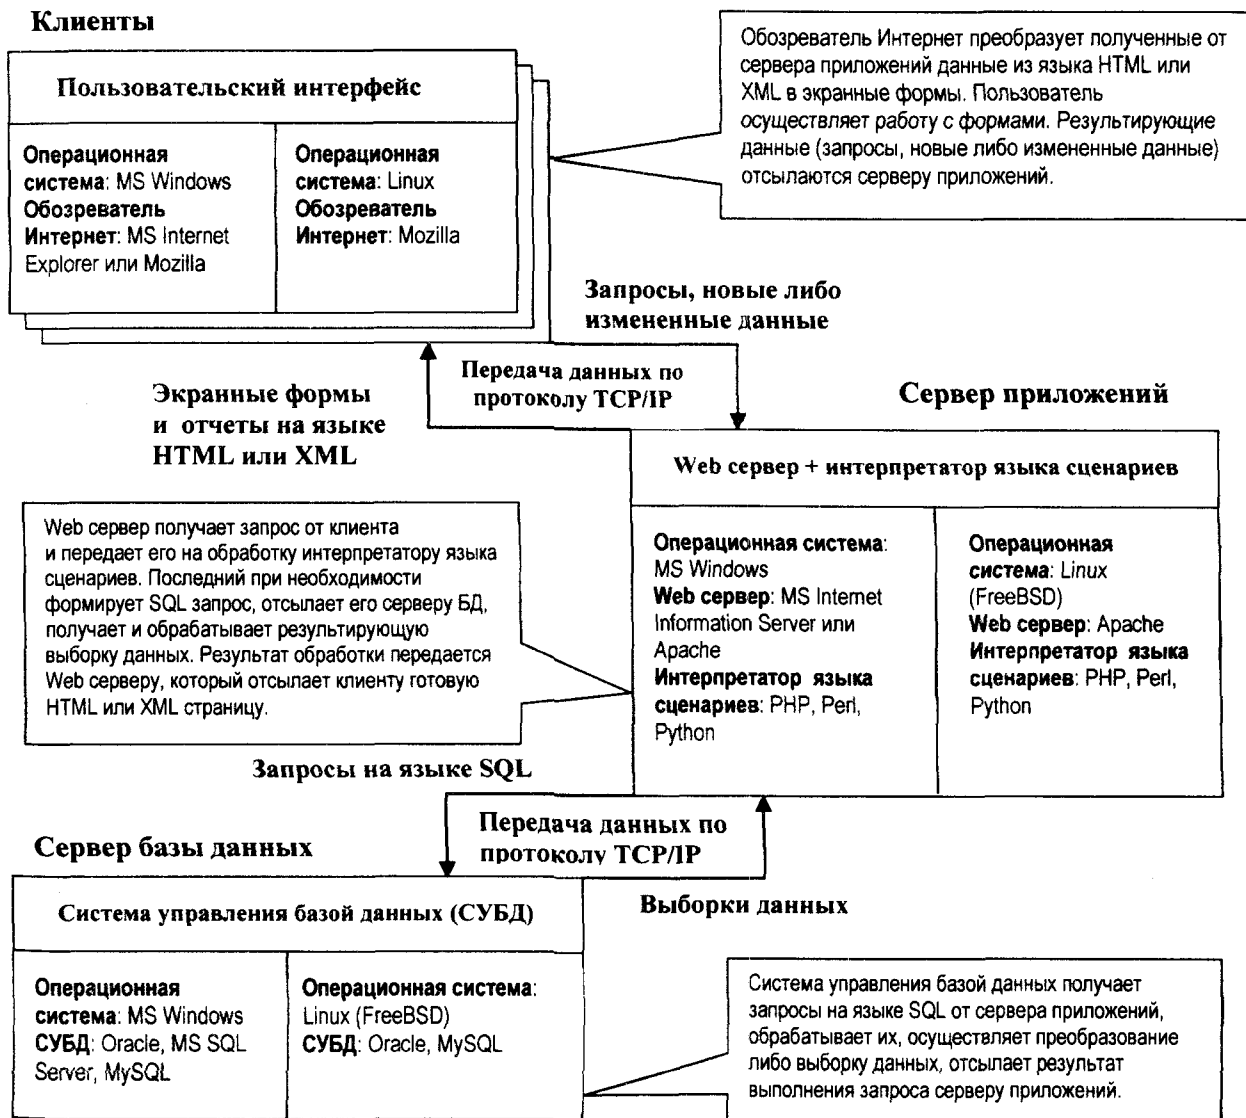 Клиенты
Пользовательский интерфейс
Операционная
система: MS Windows
Обозреватель
Интернет: MS Internet
Explorer или Mozilla
Операционная
система: Linux
Обозреватель
Интернет: Mozilla
Обозреватель Интернет преобразует полученные от
сервера приложений данные из языка HTML или
XML в экранные формы. Пользователь
осуществляет работу с формами. Результирующие
данные (запросы, новые либо измененные данные)
отсылаются серверу приложений.
Запросы, новые либо
измененные данные
Передача данных по
протоколу TCP/IP
Экранные формы
и отчеты на языке
HTML или XML
Сервер приложений
Web сервер + интерпретатор языка сценариев
Операционная система:
MS Windows
Web сервер: MS Internet
Information Server или
Apache
Интерпретатор языка
сценариев: PHP, Perl,
Python
Операционная
система: Linux
(FreeBSD)
Web сервер: Apache
Интерпретатор языка
сценариев: PHP, Perl,
Python
Web сервер получает запрос от клиента
и передает его на обработку интерпретатору языка
сценариев. Последний при необходимости
формирует SQL запрос, отсылает его серверу БД,
получает и обрабатывает результирующую
выборку данных. Результат обработки передается
Web серверу, который отсылает клиенту готовую
HTML или XML страницу.
Запросы на языке SQL
Передача данных по
протоколу TCP/IP
Сервер базы данных
Выборки данных
Система управления базой данных (СУБД)
Операционная
система: MS Windows
СУБД: Oracle, MS SQL
Server, MySQL
Операционная система:
Linux (FreeBSD)
СУБД: Oracle, MySQL
Система управления базой данных получает
запросы на языке SQL от сервера приложений,
обрабатывает их, осуществляет преобразование
либо выборку данных, отсылает результат
выполнения запроса серверу приложений.